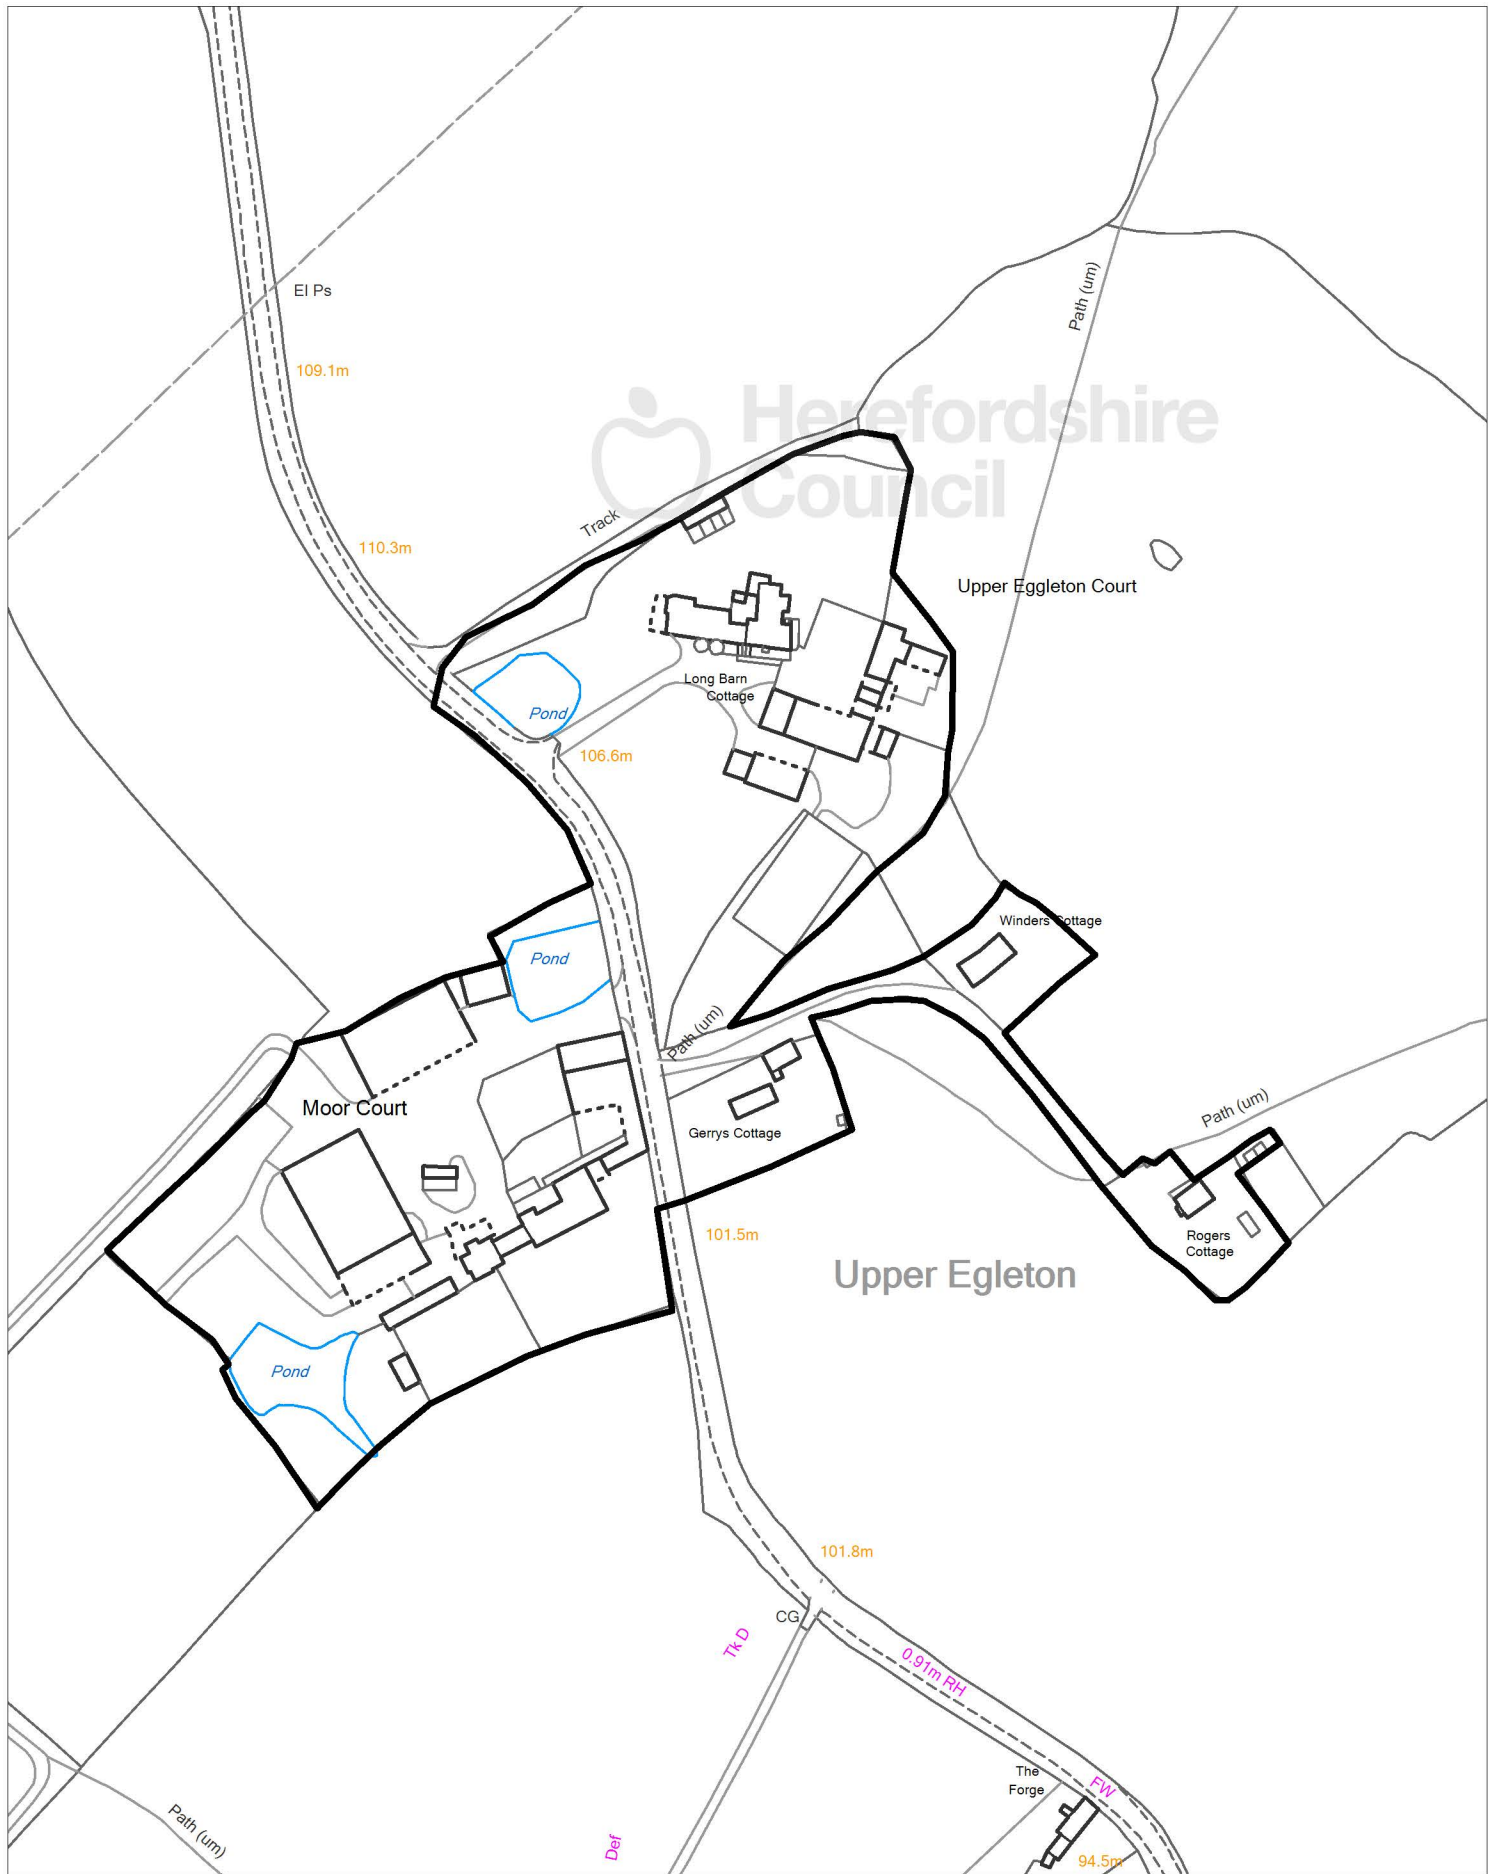 El Ps
Path (um)
109.1m
Herefordshire
Council
Track
110.3m
Upper Eggleton Court
Long Barn
Cottage
Pond
106.6m
Winders Cottage
Pond
Path (um)
Moor Court
Gerrys Cottage
Path (um)
101.5m
Rogers
Cottage
Upper Egleton
Pond
101.8m
CG
Tk D
0.91m RH
The
Forge
FW
Path (um)
Def
94.5m